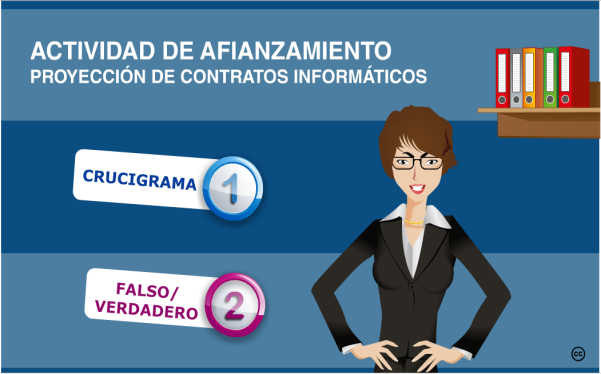 ACTIVIDAD DE AFIANZAMIENTO
PROYECCIÓN DE CONTRATOS INFORMÁTICOS
CRUCIGRAMA 1
FALSO/
VERDADERO 2
cc